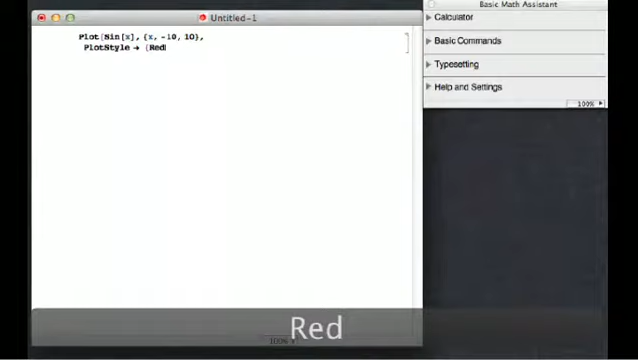 Untitled-1
Plot[Sin[x], {x, -10, 10},
PlotStyle → {Red
Basic Math Assistant
Calculator
Basic Commands
Typesetting
Help and Settings
100%
Red
100%